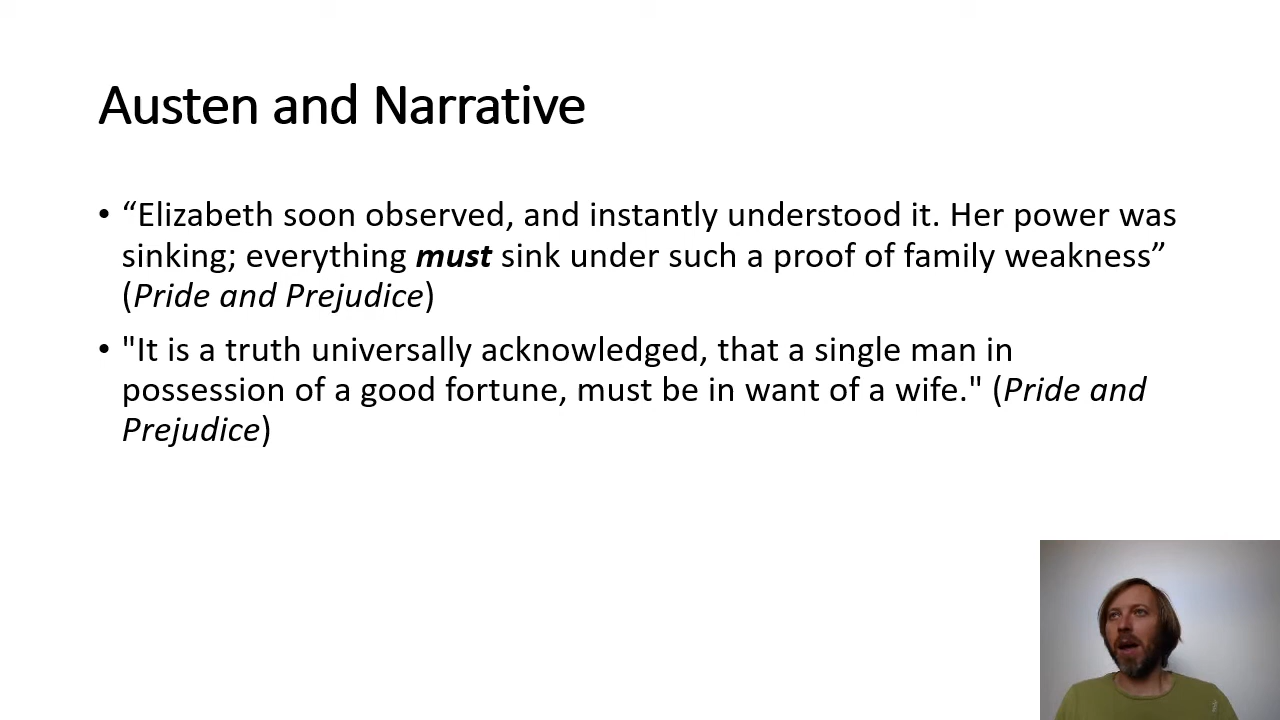 Austen and Narrative
• “Elizabeth soon observed, and instantly understood it. Her power was
sinking; everything must sink under such a proof of family weakness”
(Pride and Prejudice)
• "It is a truth universally acknowledged, that a single man in
possession of a good fortune, must be in want of a wife." (Pride and
Prejudice)